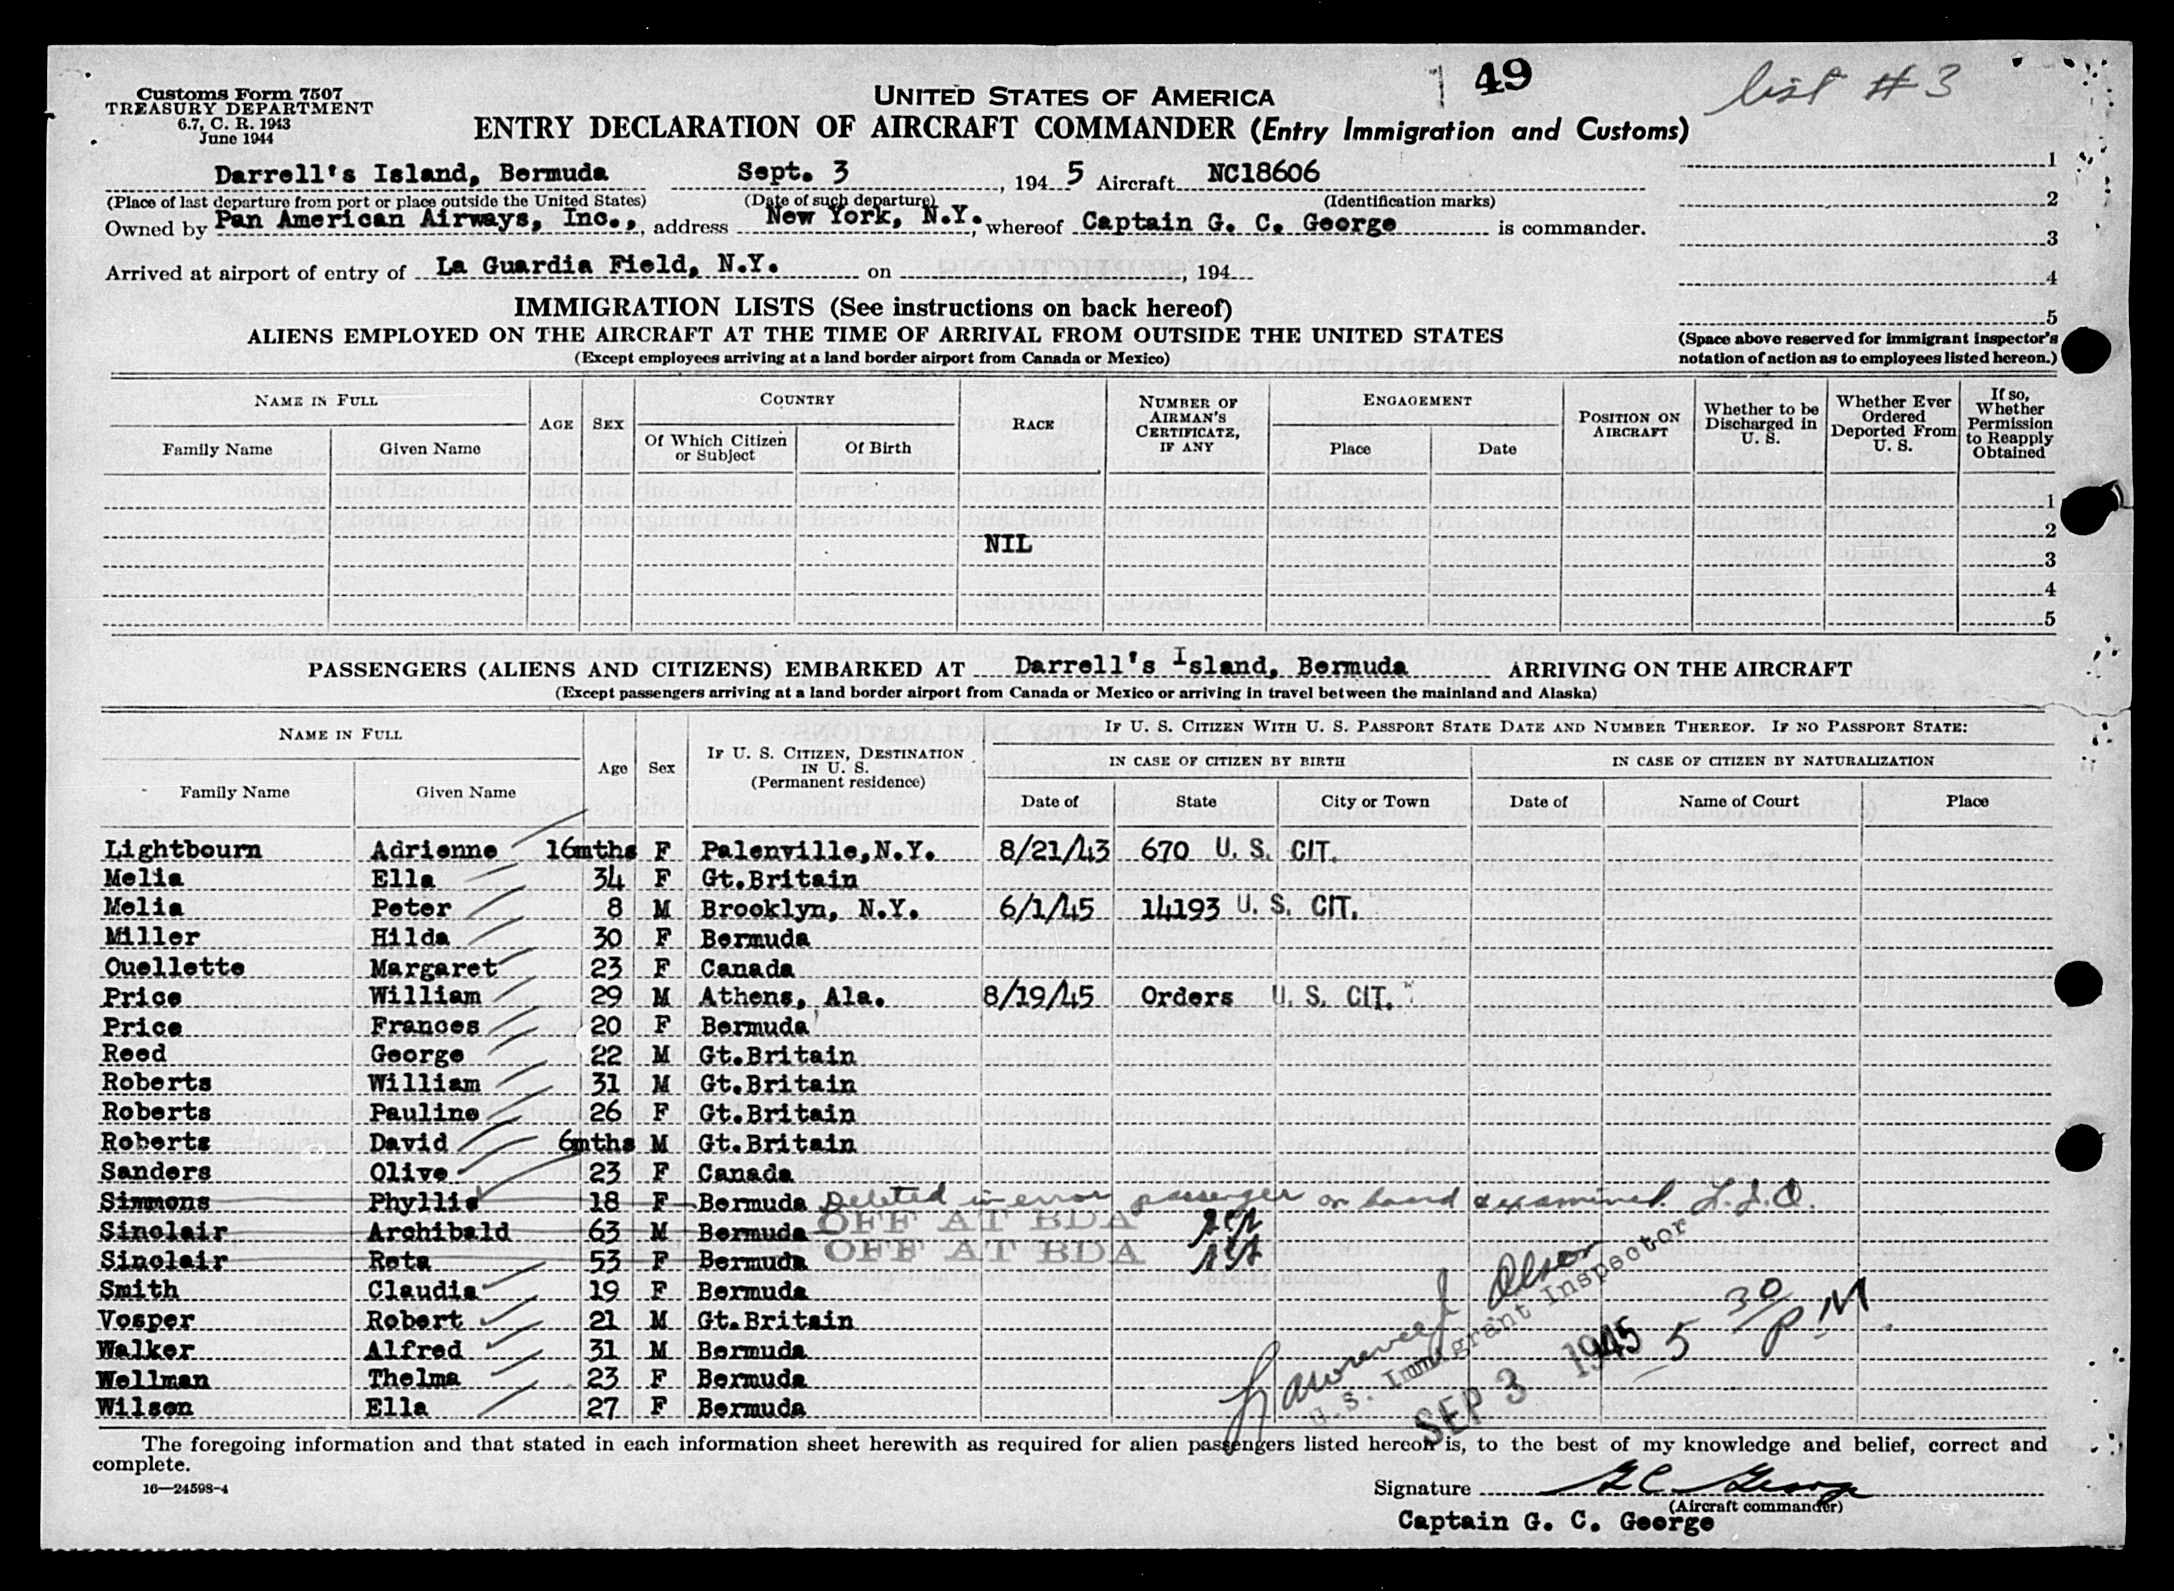 49
list # 3
Customs Form 7507
TREASURY DEPARTMENT
6.7, C. R. 1943
June 1944
UNITED STATES OF AMERICA
ENTRY DECLARATION OF AIRCRAFT COMMANDER (Entry Immigration and Customs)
Darrell's Island, Bermuda Sept. 3, 1945 Aircraft NC18606
(Place of last departure from port or place outside the United States) (Date of such departure) (Identification marks)
Owned by Pan American Airways, Inc., address New York, N.Y., whereof Captain G. C. George is commander.
Arrived at airport of entry of La Guardia Field, N.Y. on , 194
1
2
3
4
5
(Space above reserved for immigrant inspector's
notation of action as to employees listed hereon.)
IMMIGRATION LISTS (See instructions on back hereof)
ALIENS EMPLOYED ON THE AIRCRAFT AT THE TIME OF ARRIVAL FROM OUTSIDE THE UNITED STATES
(Except employees arriving at a land border airport from Canada or Mexico)
NAME IN FULL AGE SEX COUNTRY RACE NUMBER OF AIRMAN'S CERTIFICATE, IF ANY ENGAGEMENT POSITION ON AIRCRAFT Whether to be Discharged in U. S. Whether Ever Ordered Deported From U. S. If so, Whether Permission to Reapply Obtained
Family Name Given Name Of Which Citizen or Subject Of Birth Place Date
1
2
NIL
3
4
5
PASSENGERS (ALIENS AND CITIZENS) EMBARKED AT Darrell's Island, Bermuda ARRIVING ON THE AIRCRAFT
(Except passengers arriving at a land border airport from Canada or Mexico or arriving in travel between the mainland and Alaska)
NAME IN FULL Age Sex IF U. S. CITIZEN, DESTINATION IN U. S. (Permanent residence) IF U. S. CITIZEN WITH U. S. PASSPORT STATE DATE AND NUMBER THEREOF. IF NO PASSPORT STATE:
IN CASE OF CITIZEN BY BIRTH IN CASE OF CITIZEN BY NATURALIZATION
Family Name Given Name Date of State City or Town Date of Name of Court Place
Lightbourn Adrienne 16mths F Palenville,N.Y. 8/21/43 670 U. S. CIT.
Melia Ella 34 F Gt.Britain
Melia Peter 8 M Brooklyn, N.Y. 6/1/45 14193 U. S. CIT.
Miller Hilda 30 F Bermuda
Ouellette Margaret 23 F Canada
Price William 29 M Athens, Ala. 8/19/45 Orders U. S. CIT.
Price Frances 20 F Bermuda
Reed George 22 M Gt.Britain
Roberts William 31 M Gt.Britain
Roberts Pauline 26 F Gt.Britain
Roberts David 6mths M Gt.Britain
Sanders Olive 23 F Canada
Simmons Phyllis 18 F Bermuda Deleted in error passenger on board examined. L.J.O.
Sinclair Archibald 63 M Bermuda OFF AT BDA
Sinclair Reta 53 F Bermuda OFF AT BDA
Smith Claudia 19 F Bermuda
Vosper Robert 21 M Gt.Britain
Walker Alfred 31 M Bermuda
Wellman Thelma 23 F Bermuda
Wilson Ella 27 F Bermuda
Lawrence J Olson
U.S. Immigrant Inspector
SEP 3 1945 5 30 P.M.
The foregoing information and that stated in each information sheet herewith as required for alien passengers listed hereon is, to the best of my knowledge and belief, correct and
complete.
16—24598-4
Signature G C George
(Aircraft commander)
Captain G. C. George